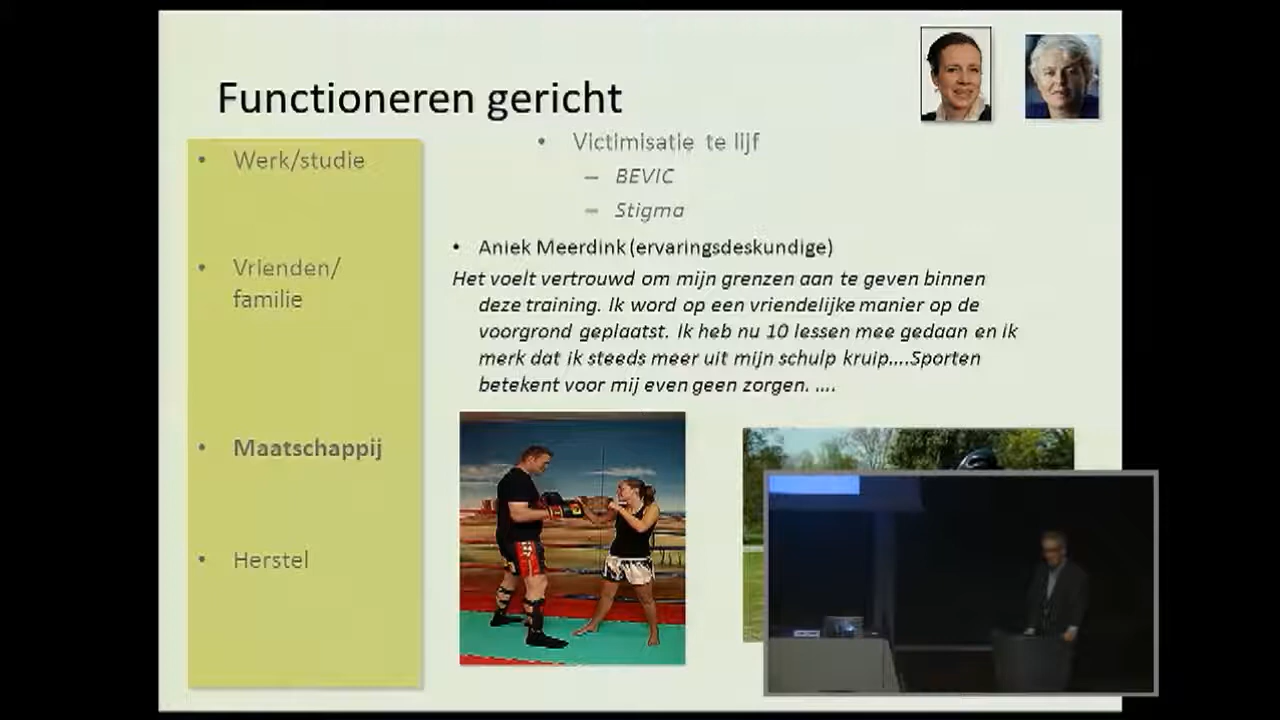 Functioneren gericht
• Werk/studie
• Vrienden/
familie
• Maatschappij
• Herstel
• Victimisatie te lijf
– BEVIC
– Stigma
• Aniek Meerdink (ervaringsdeskundige)
Het voelt vertrouwd om mijn grenzen aan te geven binnen
deze training. Ik word op een vriendelijke manier op de
voorgrond geplaatst. Ik heb nu 10 lessen mee gedaan en ik
merk dat ik steeds meer uit mijn schulp kruip....Sporten
betekent voor mij even geen zorgen. ....